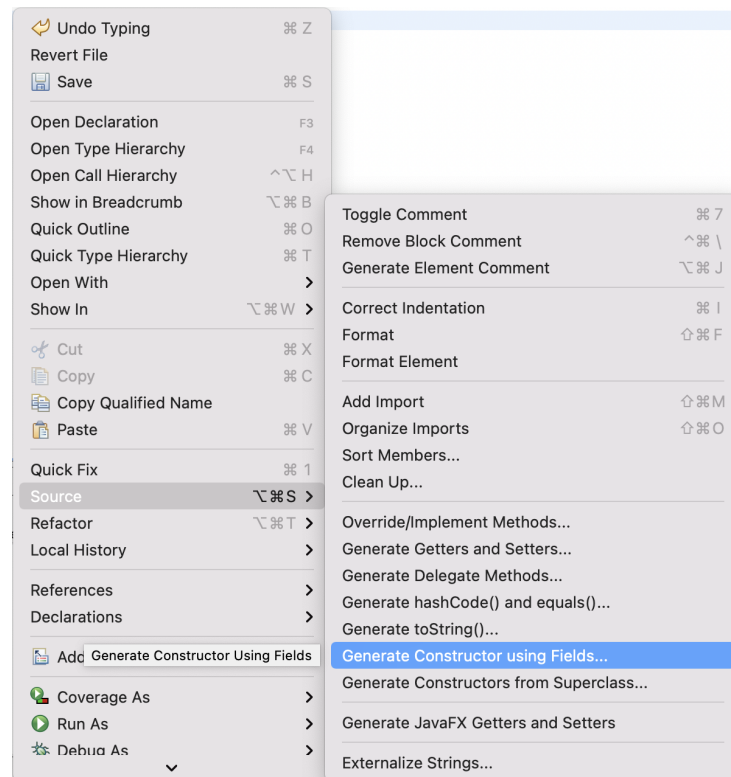 Undo Typing ⌘ Z
Revert File
Save ⌘ S
Open Declaration F3
Open Type Hierarchy F4
Open Call Hierarchy ^⌥ H
Show in Breadcrumb ⌥⌘ B
Quick Outline ⌘ O
Quick Type Hierarchy ⌘ T
Open With
Show In ⌥⌘ W
Cut ⌘ X
Copy ⌘ C
Copy Qualified Name
Paste ⌘ V
Quick Fix ⌘ 1
Source ⌥⌘ S
Refactor ⌥⌘ T
Local History
References
Declarations
Add
Generate Constructor Using Fields
Coverage As
Run As
Debug As
Toggle Comment ⌘ 7
Remove Block Comment ^⌘ \
Generate Element Comment ⌥⌘ J
Correct Indentation ⌘ I
Format ⇧⌘ F
Format Element
Add Import ⇧⌘ M
Organize Imports ⇧⌘ O
Sort Members...
Clean Up...
Override/Implement Methods...
Generate Getters and Setters...
Generate Delegate Methods...
Generate hashCode() and equals()...
Generate toString()...
Generate Constructor using Fields...
Generate Constructors from Superclass...
Generate JavaFX Getters and Setters
Externalize Strings...